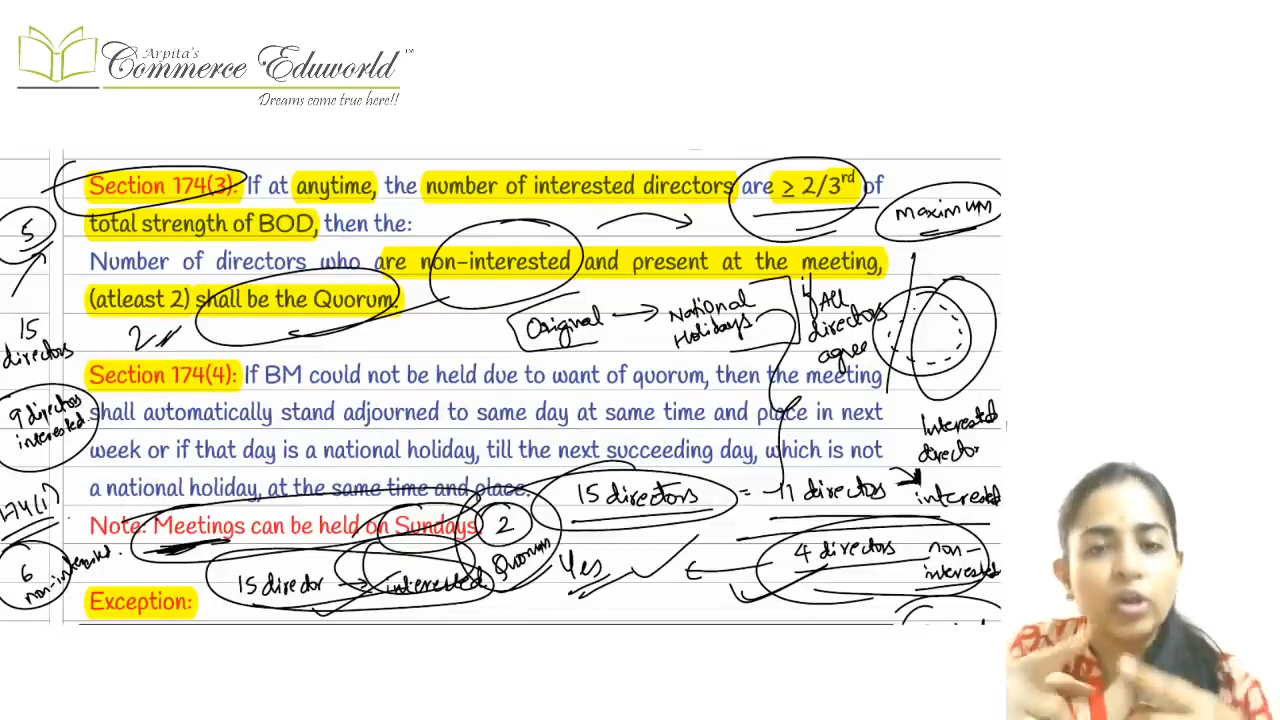 Arpita's
Commerce Eduworld™
Dreams come true here!!
Section 174(3): If at anytime, the number of interested directors are ≥ 2/3rd of
total strength of BOD, then the:
Number of directors who are non-interested and present at the meeting,
(atleast 2) shall be the Quorum.
maximum
5
15
directors
2
Original → National
Holidays
if All
directors
agree
Section 174(4): If BM could not be held due to want of quorum, then the meeting
shall automatically stand adjourned to same day at same time and place in next
week or if that day is a national holiday, till the next succeeding day, which is not
a national holiday, at the same time and place.
Note: Meetings can be held on Sundays.
9 directors
interested
174(1)
6
non-interested
Interested
director
15 directors = 11 directors → interested
2
Quorum
15 director → interested
Yes
4 directors non-
interested
Exception: